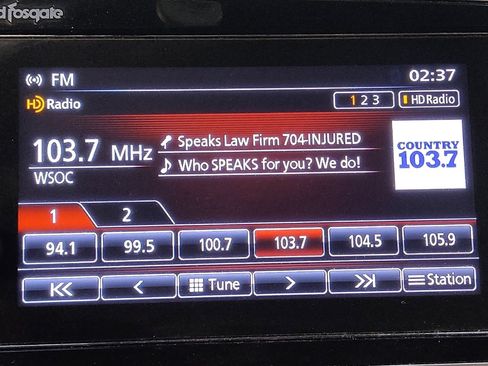 d fosgate
FM
02:37
HD Radio
1 2 3
HD Radio
103.7 MHz
WSOC
Speaks Law Firm 704-INJURED
Who SPEAKS for you? We do!
COUNTRY
103.7
1
2
94.1
99.5
100.7
103.7
104.5
105.9
Tune
Station